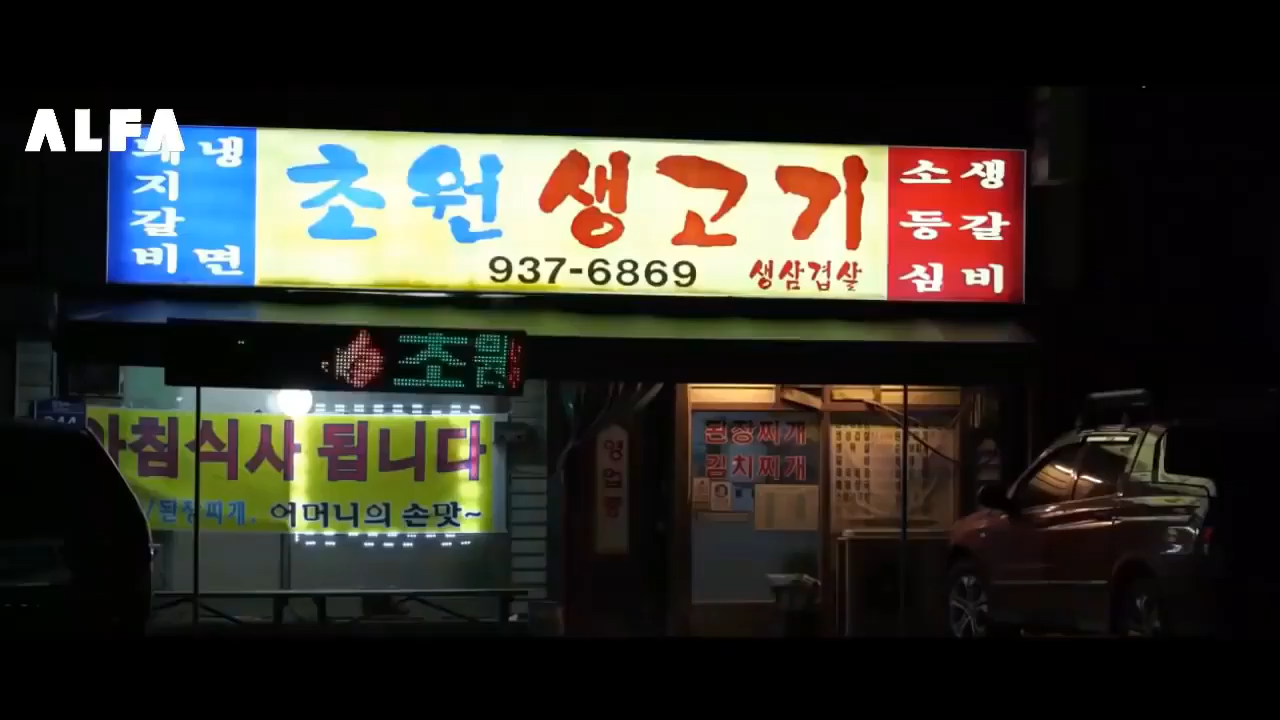 ALFA
돼지갈비 냉면
초원 생고기
937-6869 생삼겹살
소등심 생갈비
초원
아침식사 됩니다
된장찌개, 어머니의 손맛~
영업중
된장찌개
김치찌개